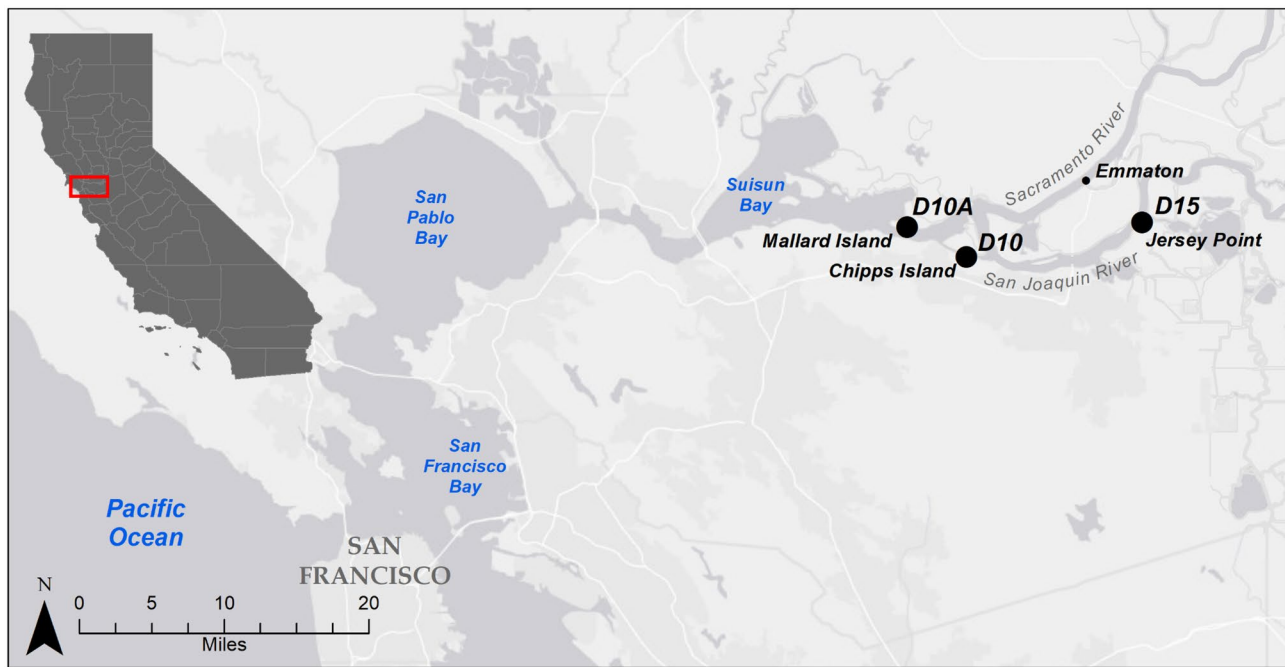 San
Pablo
Bay
Suisun
Bay
Sacramento River
Emmaton
D10A
Mallard Island
D10
Chipps Island
D15
Jersey Point
San Joaquin River
San
Francisco
Bay
Pacific
Ocean
SAN
FRANCISCO
N
0 5 10 20
Miles